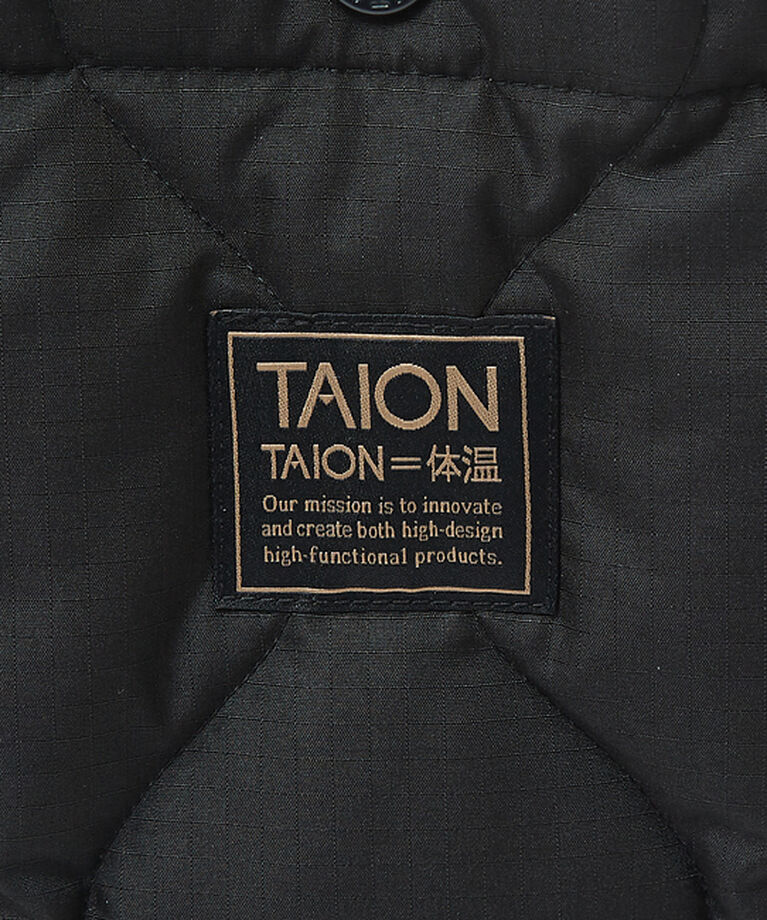 TAION
TAION=体温
Our mission is to innovate
and create both high-design
high-functional products.